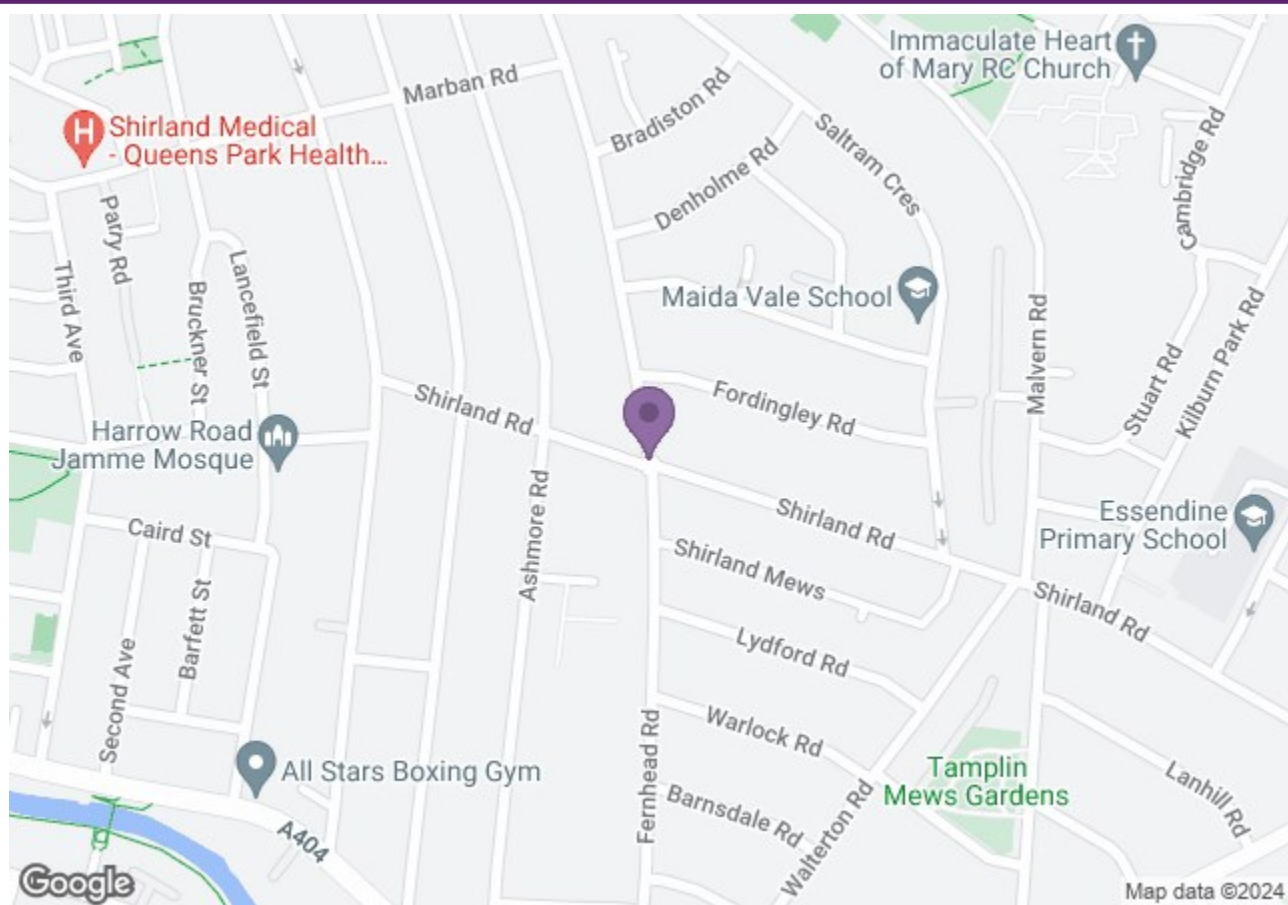 Immaculate Heart
of Mary RC Church
Marban Rd
Bradiston Rd
Shirland Medical
- Queens Park Health...
Saltram Cres
Cambridge Rd
Denholme Rd
Parry Rd
Third Ave
Lancefield St
Bruckner St
Maida Vale School
Malvern Rd
Stuart Rd
Kilburn Park Rd
Shirland Rd
Fordingley Rd
Harrow Road
Jamme Mosque
Ashmore Rd
Shirland Rd
Essendine
Primary School
Caird St
Shirland Mews
Shirland Rd
Barfett St
Second Ave
Lydford Rd
Fernhead Rd
Warlock Rd
All Stars Boxing Gym
Tamplin
Mews Gardens
Lanhill Rd
Barnsdale Rd
Walterton Rd
A404
Google
Map data ©2024